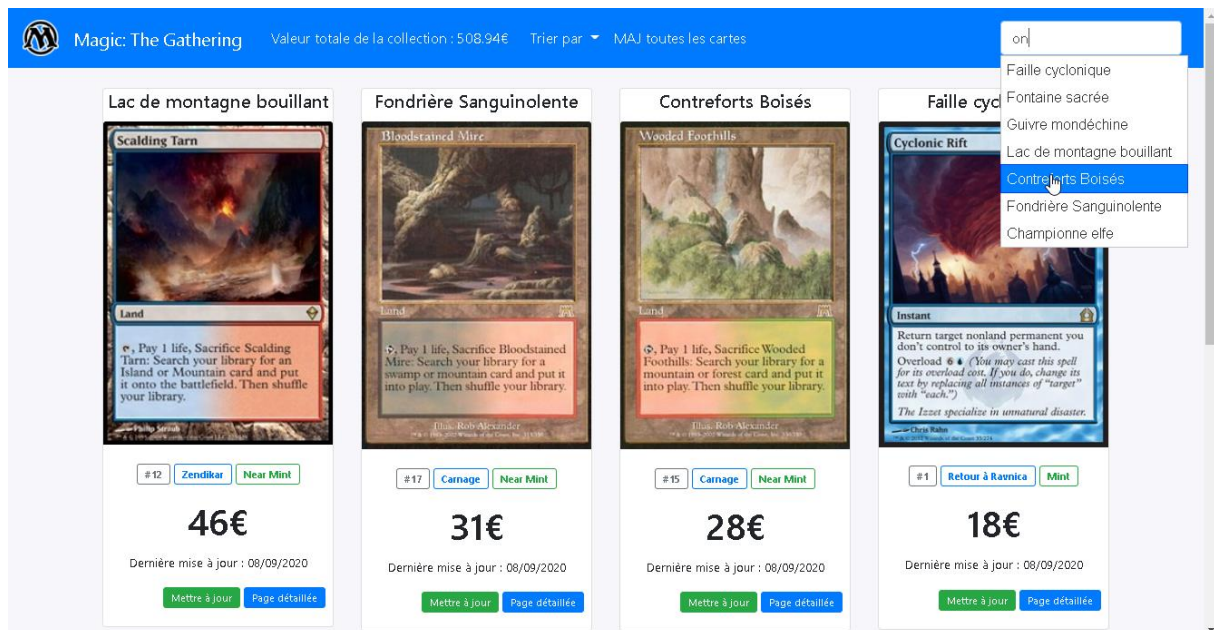 Magic: The Gathering Valeur totale de la collection : 508.94€ Trier par MAJ toutes les cartes
on
Faille cyclonique
Fontaine sacrée
Guivre mondéchine
Lac de montagne bouillant
Contreforts Boisés
Fondrière Sanguinolente
Championne elfe
Lac de montagne bouillant
Scalding Tarn
Land
, Pay 1 life, Sacrifice Scalding
Tarn: Search your library for an
Island or Mountain card and put
it onto the battlefield. Then shuffle
your library.
Philip Straub
#12 Zendikar Near Mint
46€
Dernière mise à jour : 08/09/2020
Mettre à jour Page détaillée
Fondrière Sanguinolente
Bloodstained Mire
Land
, Pay 1 life, Sacrifice Bloodstained
Mire: Search your library for a
swamp or mountain card and put it
into play. Then shuffle your library.
Illus. Rob Alexander
#17 Carnage Near Mint
31€
Dernière mise à jour : 08/09/2020
Mettre à jour Page détaillée
Contreforts Boisés
Wooded Foothills
Land
, Pay 1 life, Sacrifice Wooded
Foothills: Search your library for a
mountain or forest card and put it
into play. Then shuffle your library.
Illus. Rob Alexander
#15 Carnage Near Mint
28€
Dernière mise à jour : 08/09/2020
Mettre à jour Page détaillée
Faille cyc
Cyclonic Rift
Instant
Return target nonland permanent you
don't control to its owner's hand.
Overload 6 (You may cast this spell
for its overload cost. If you do, change its
text by replacing all instances of "target"
with "each.")
The Izzet specialize in unnatural disaster.
Chris Rahn
#1 Retour à Ravnica Mint
18€
Dernière mise à jour : 08/09/2020
Mettre à jour Page détaillée